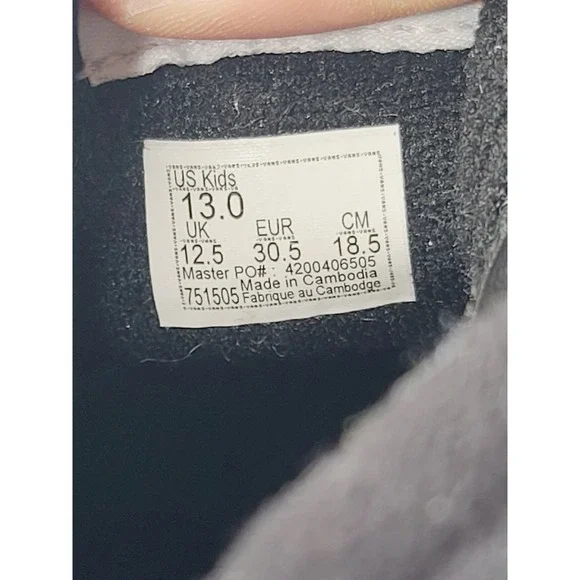 US Kids
13.0
UK EUR CM
12.5 30.5 18.5
Master PO# : 4200406505
Made in Cambodia
751505 Fabrique au Cambodge